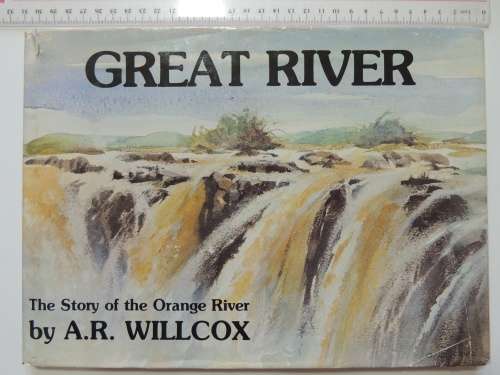 GREAT RIVER
The Story of the Orange River
by A.R. WILLCOX